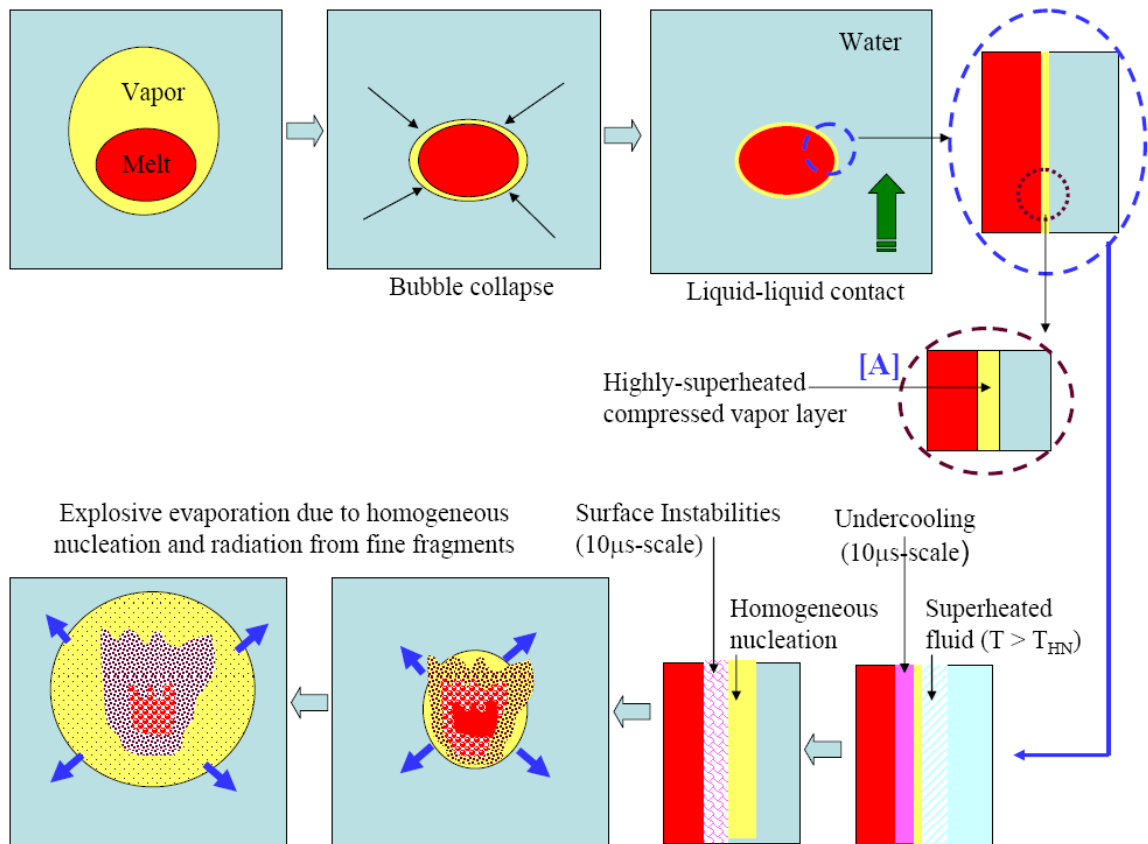 Vapor
Melt
Bubble collapse
Water
Liquid-liquid contact
[A]
Highly-superheated
compressed vapor layer
Explosive evaporation due to homogeneous
nucleation and radiation from fine fragments
Surface Instabilities
(10μs-scale)
Homogeneous
nucleation
Undercooling
(10μs-scale)
Superheated
fluid (T > T_HN)